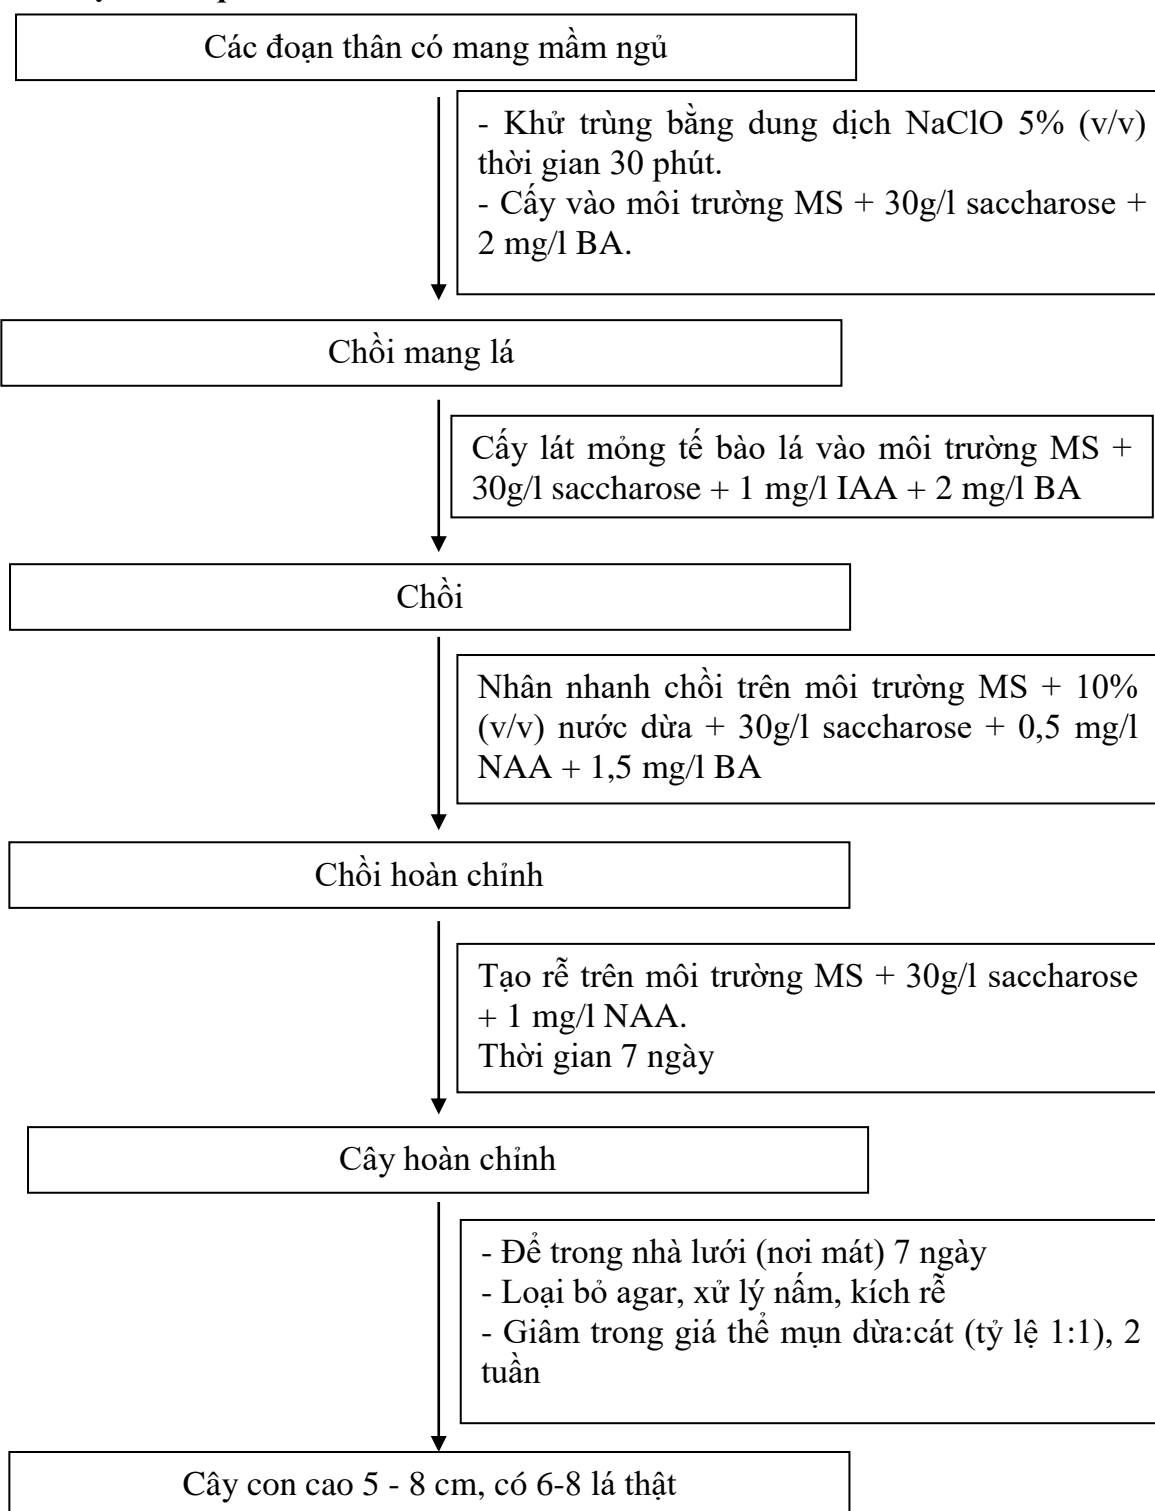 Các đoạn thân có mang mầm ngủ
- Khử trùng bằng dung dịch NaClO 5% (v/v)
thời gian 30 phút.
- Cấy vào môi trường MS + 30g/l saccharose +
2 mg/l BA.
Chồi mang lá
Cấy lát mỏng tế bào lá vào môi trường MS +
30g/l saccharose + 1 mg/l IAA + 2 mg/l BA
Chồi
Nhân nhanh chồi trên môi trường MS + 10%
(v/v) nước dừa + 30g/l saccharose + 0,5 mg/l
NAA + 1,5 mg/l BA
Chồi hoàn chỉnh
Tạo rễ trên môi trường MS + 30g/l saccharose
+ 1 mg/l NAA.
Thời gian 7 ngày
Cây hoàn chỉnh
- Để trong nhà lưới (nơi mát) 7 ngày
- Loại bỏ agar, xử lý nấm, kích rễ
- Giâm trong giá thể mụn dừa:cát (tỷ lệ 1:1), 2
tuần
Cây con cao 5 - 8 cm, có 6-8 lá thật